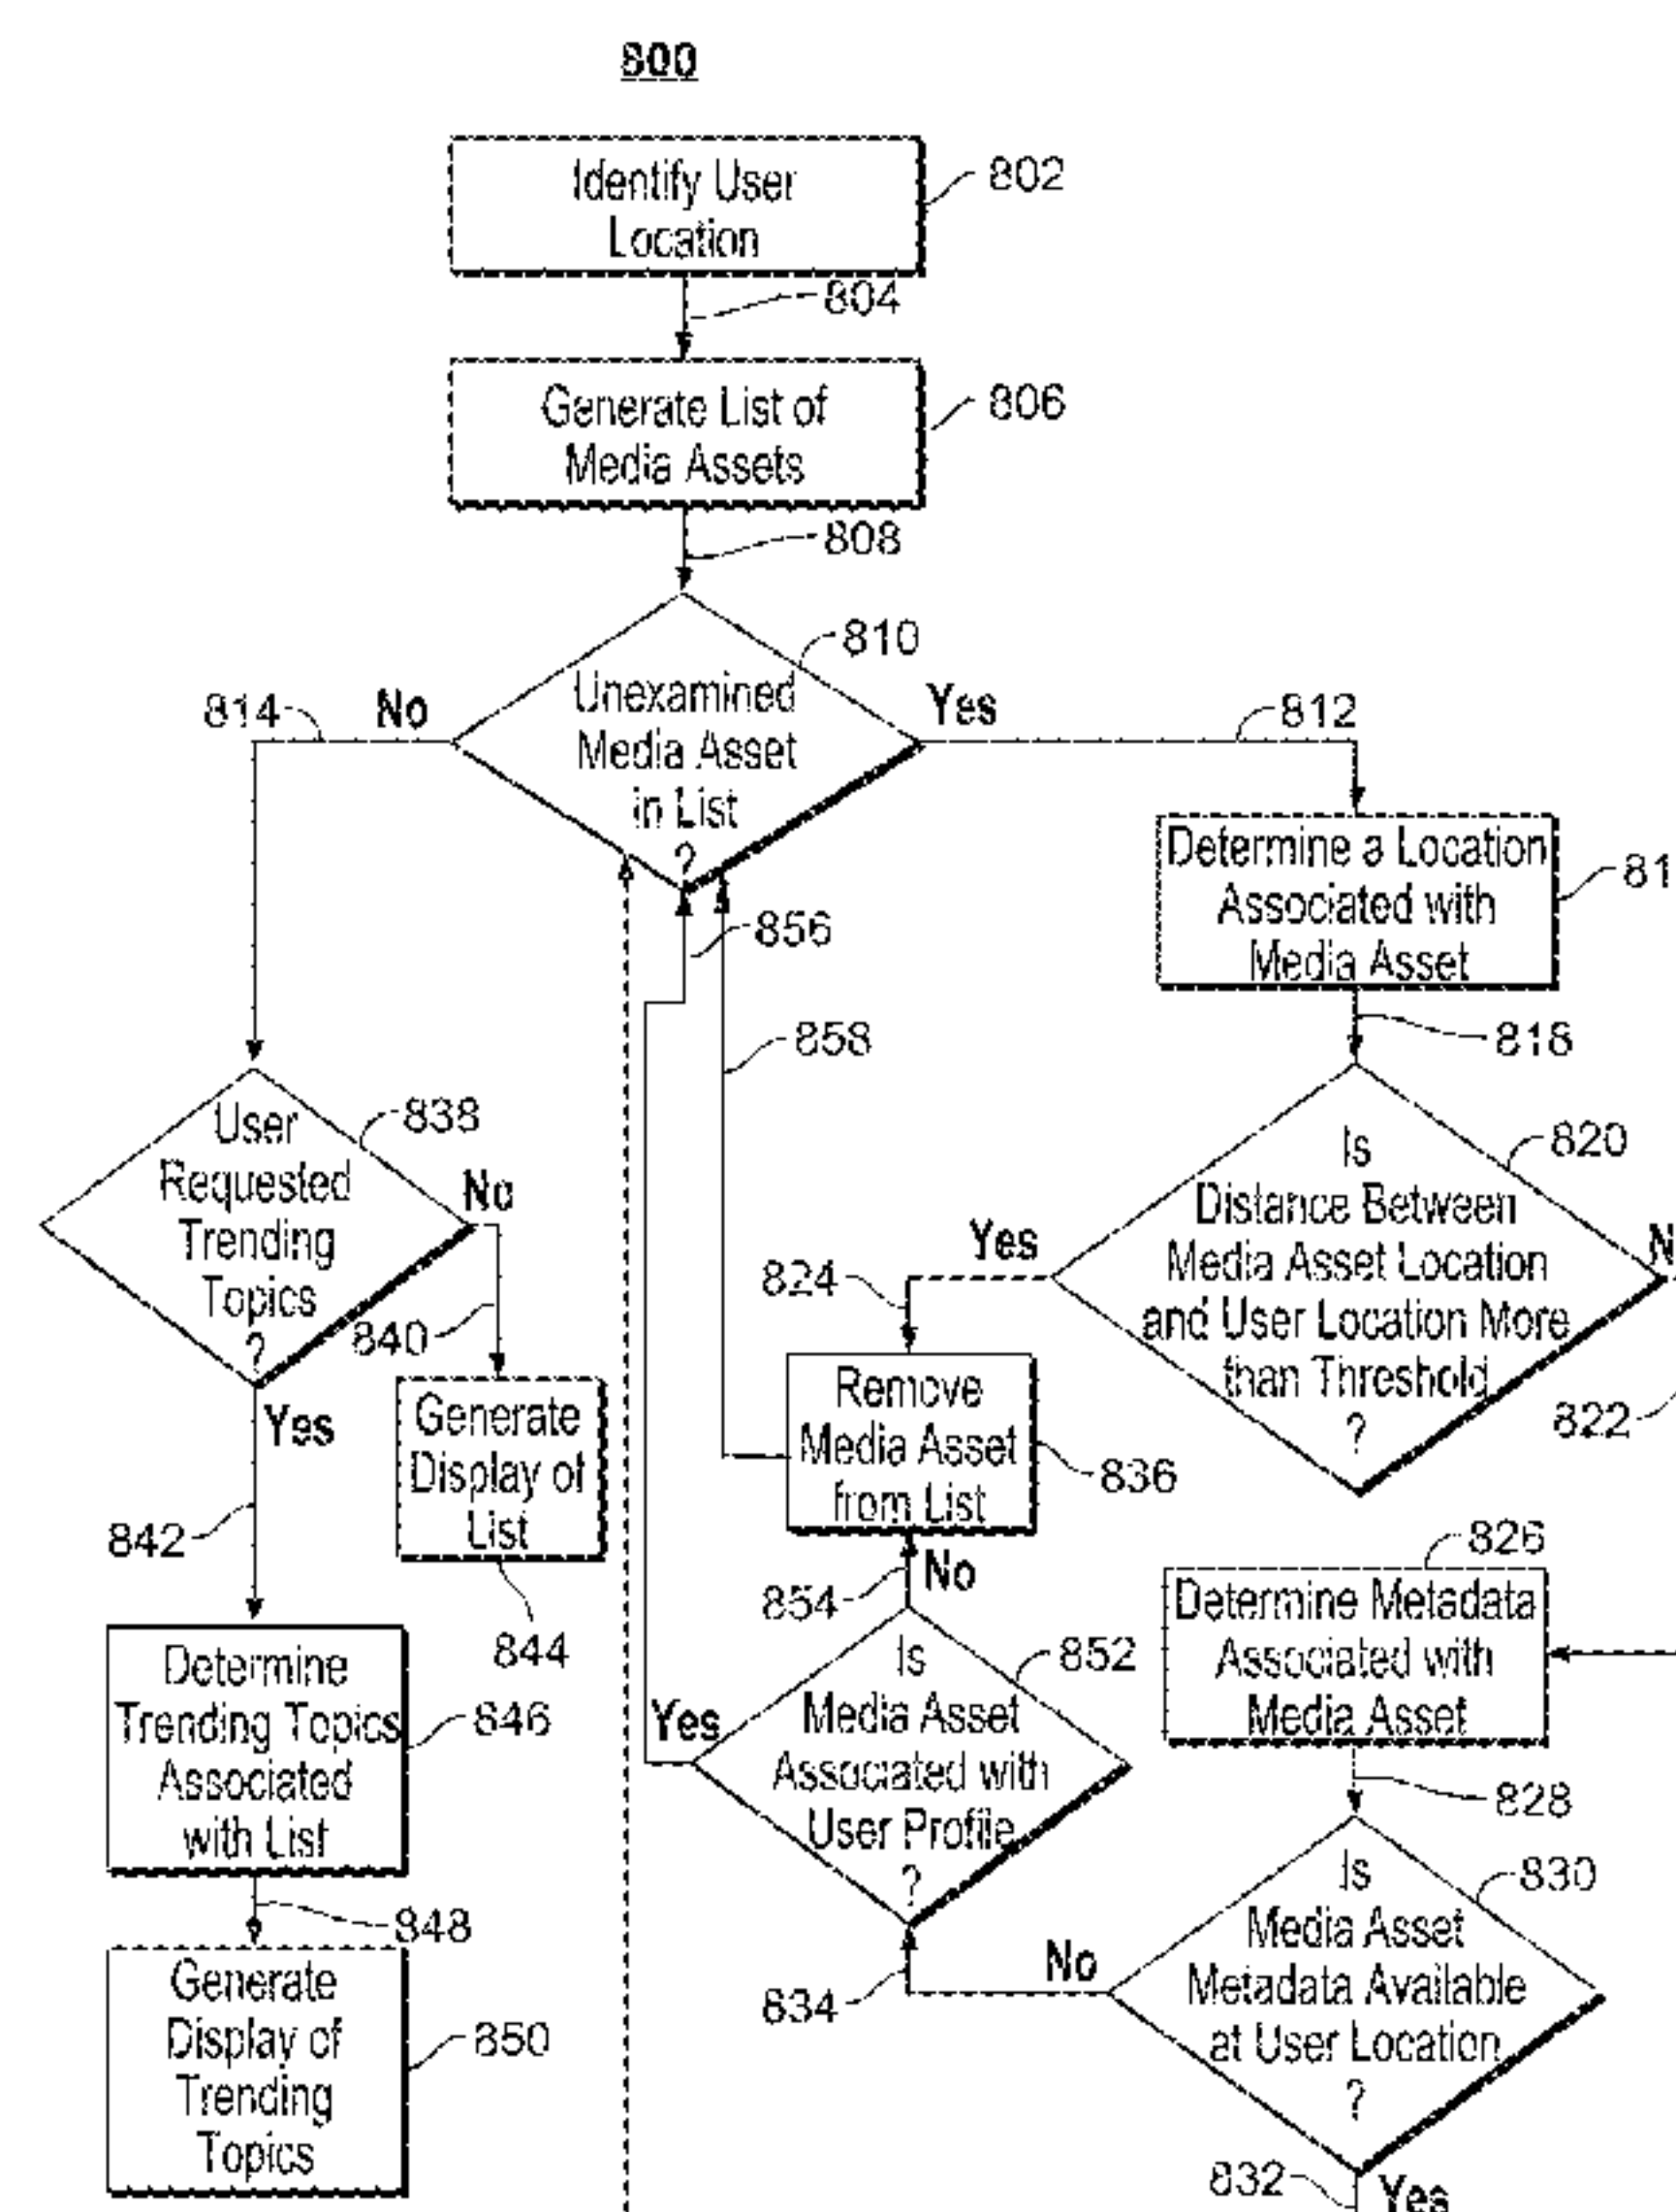 800
Identify User
Location
802
804
Generate List of
Media Assets
806
808
810
Unexamined
Media Asset
in List
?
No
814
Yes
812
Determine a Location
Associated with
Media Asset
81
856
858
818
838
User
Requested
Trending
Topics
?
No
840
Yes
842
Generate
Display of
List
844
820
Is
Distance Between
Media Asset Location
and User Location More
than Threshold
?
Yes
824
N
822
Remove
Media Asset
from List
836
No
854
826
Determine Metadata
Associated with
Media Asset
828
852
Is
Media Asset
Associated with
User Profile
?
Yes
Determine
Trending Topics
Associated
with List
846
848
Generate
Display of
Trending
Topics
850
830
Is
Media Asset
Metadata Available
at User Location
?
No
834
832
Yes